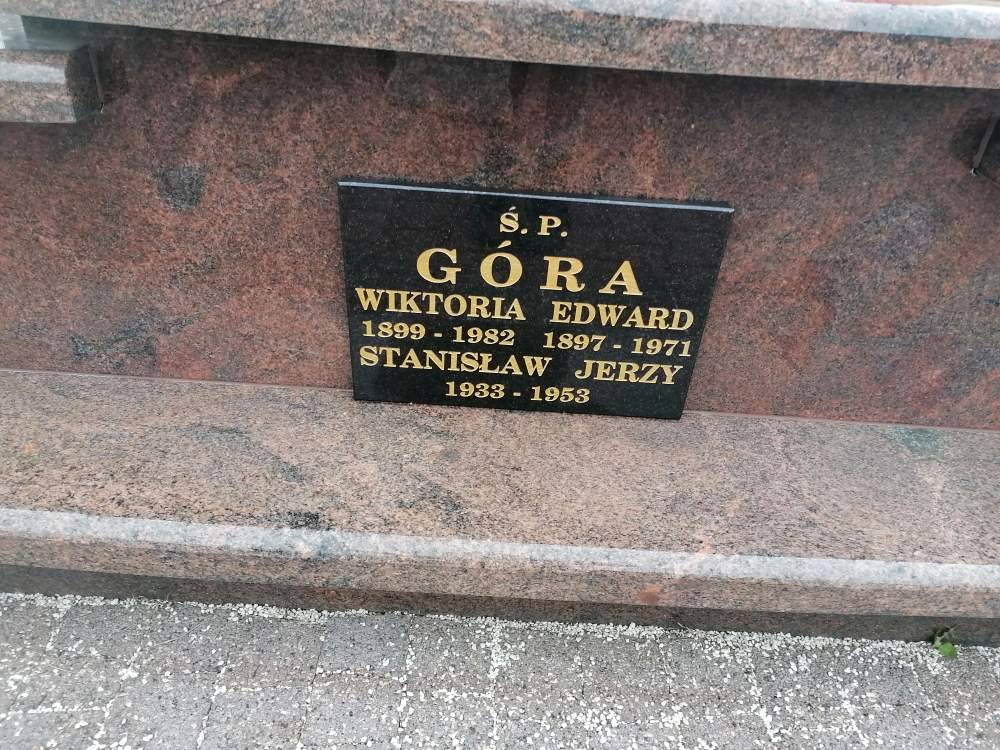 Ś. P.
GÓRA
WIKTORIA EDWARD
1899 - 1982 1897 - 1971
STANISŁAW JERZY
1933 - 1953